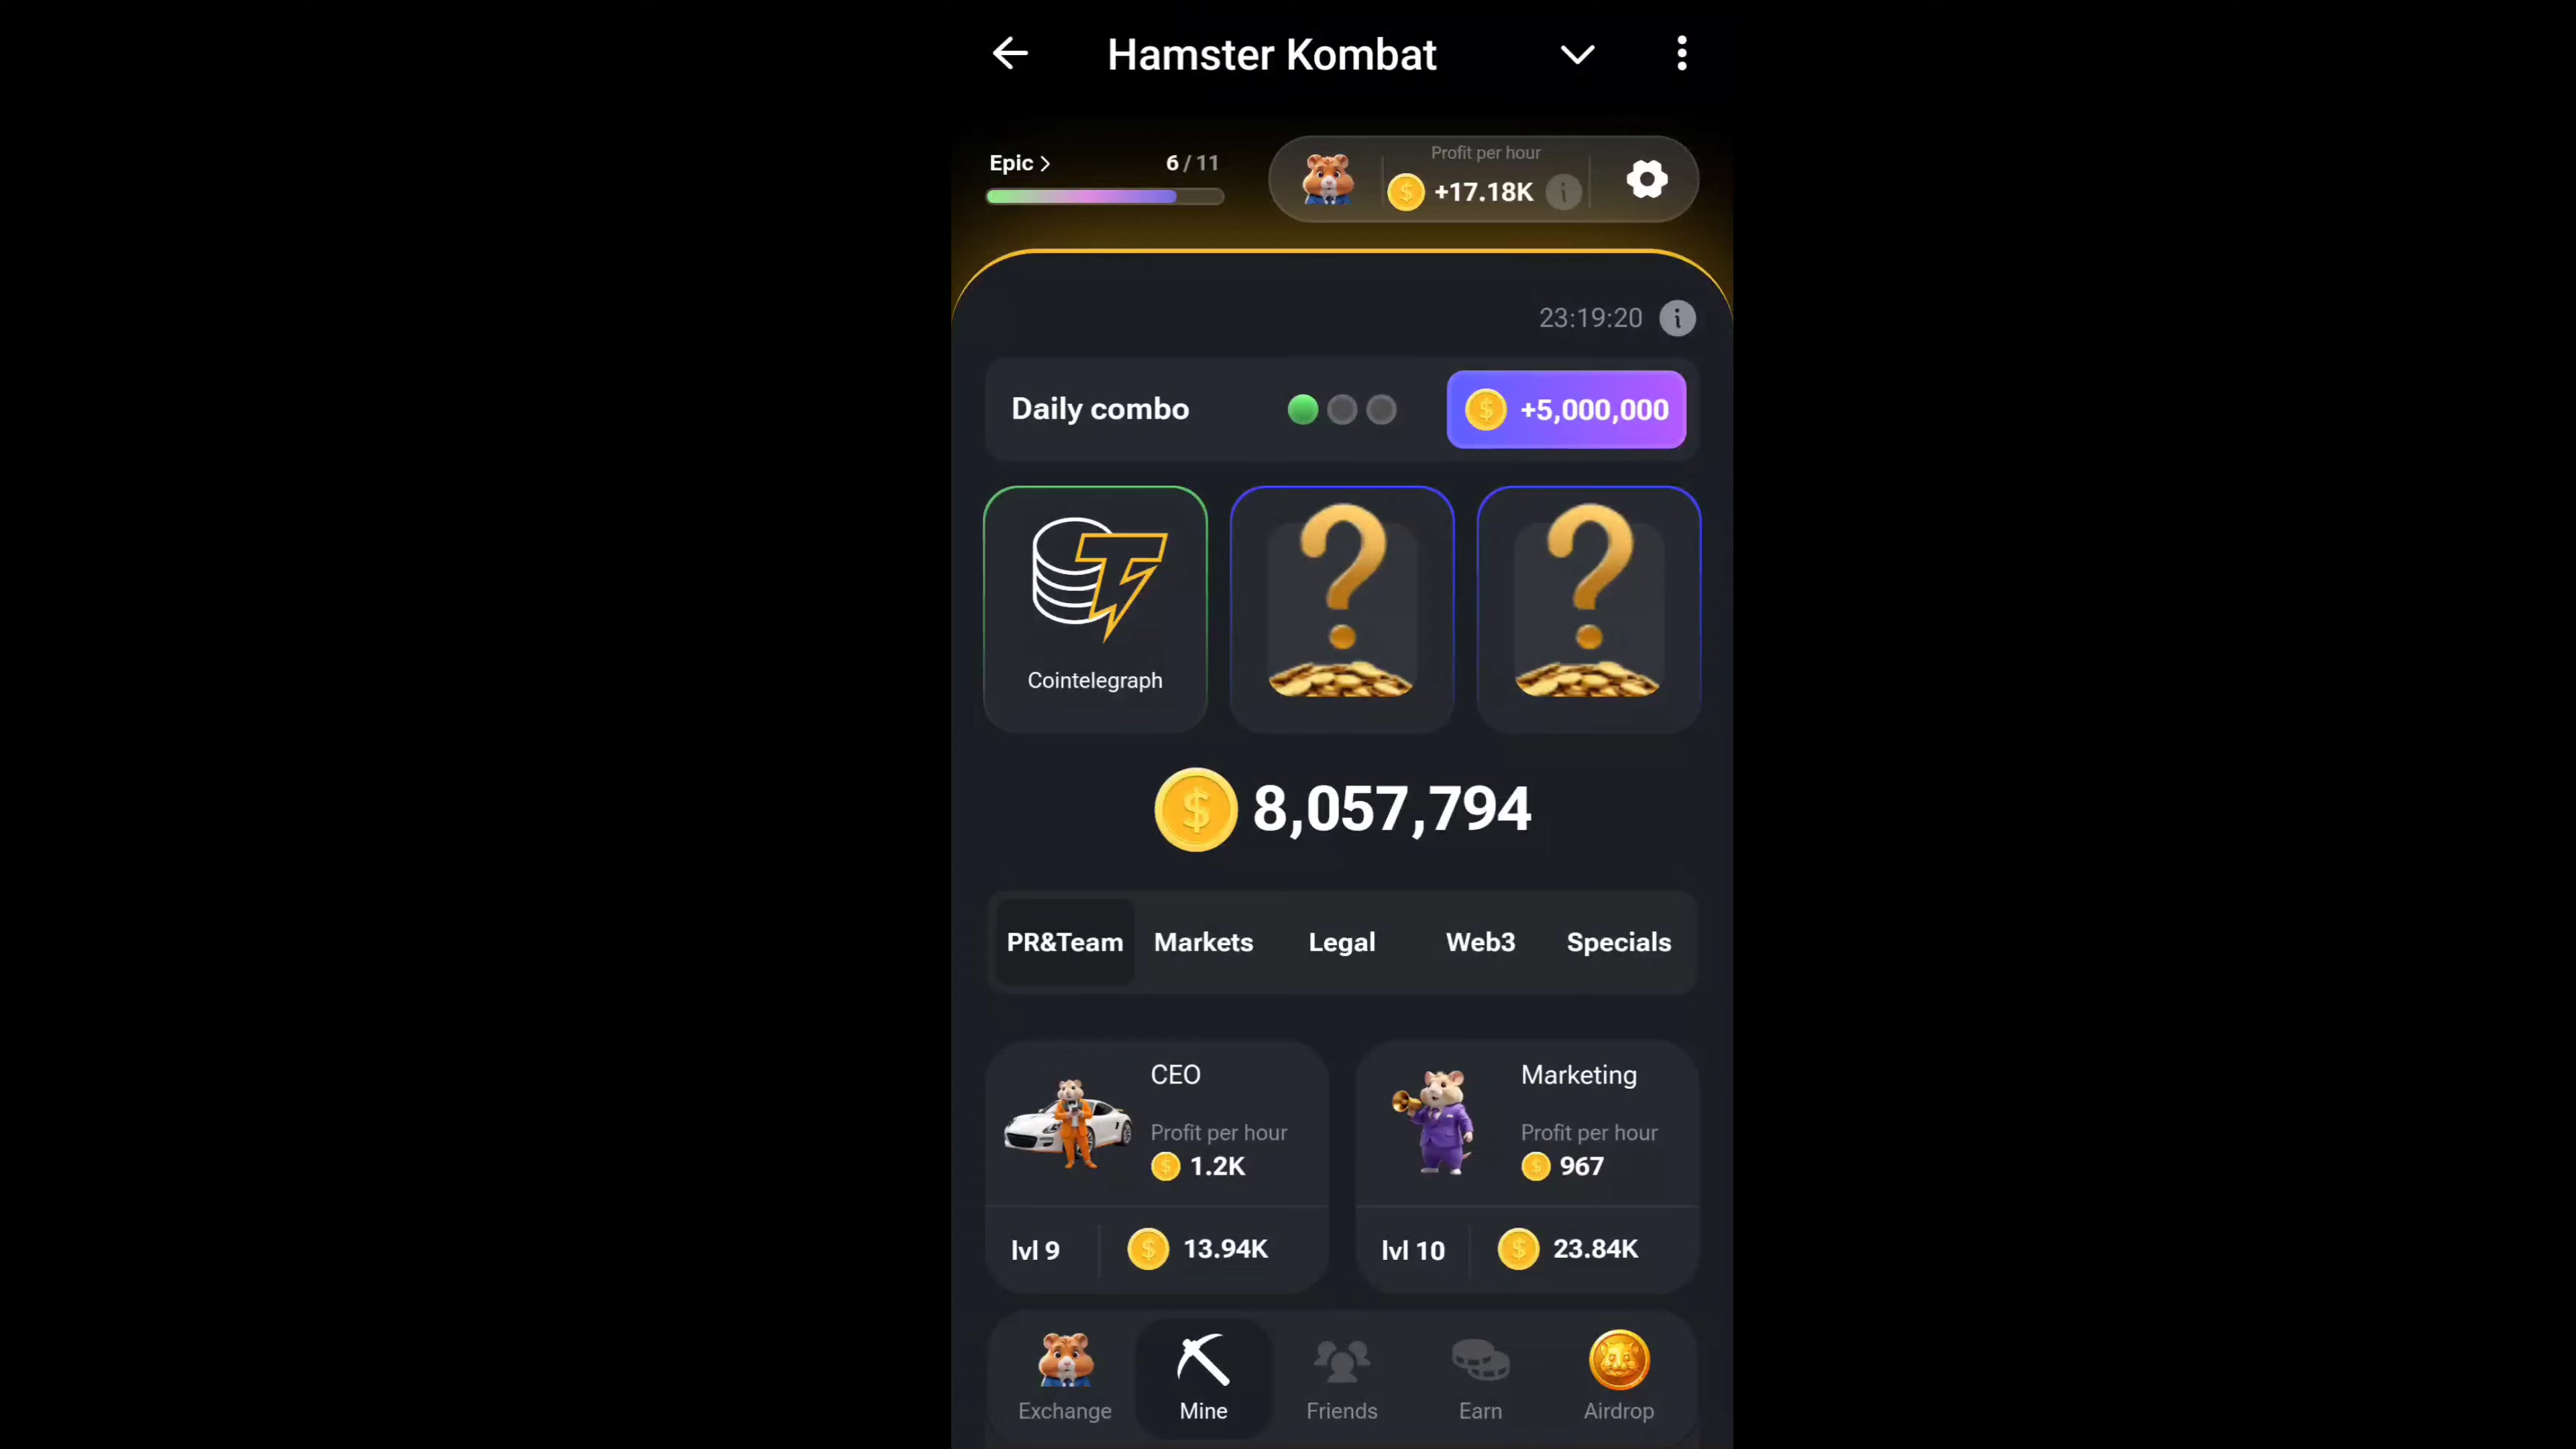 Hamster Kombat
Epic >
6 / 11
Profit per hour
+17.18K
23:19:20
Daily combo
+5,000,000
Cointelegraph
8,057,794
PR&Team Markets Legal Web3 Specials
CEO
Profit per hour
1.2K
lvl 9
13.94K
Marketing
Profit per hour
967
lvl 10
23.84K
Exchange Mine Friends Earn Airdrop